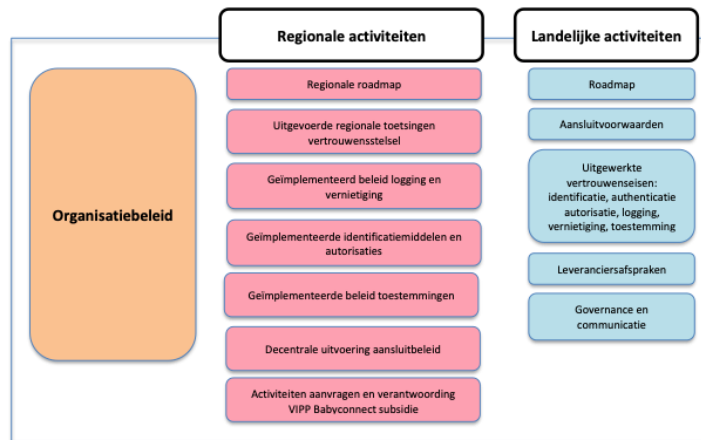 Regionale activiteiten
Landelijke activiteiten
Organisatiebeleid
Regionale roadmap
Uitgevoerde regionale toetsingen
vertrouwensstelsel
Geïmplementeerd beleid logging en
vernietiging
Geïmplementeerde identificatiemiddelen en
autorisaties
Geïmplementeerde beleid toestemmingen
Decentrale uitvoering aansluitbeleid
Activiteiten aanvragen en verantwoording
VIPP Babyconnect subsidie
Roadmap
Aansluitvoorwaarden
Uitgewerkte
vertrouwenseisen:
identificatie, authenticatie
autorisatie, logging,
vernietiging, toestemming
Leveranciersafspraken
Governance en
communicatie